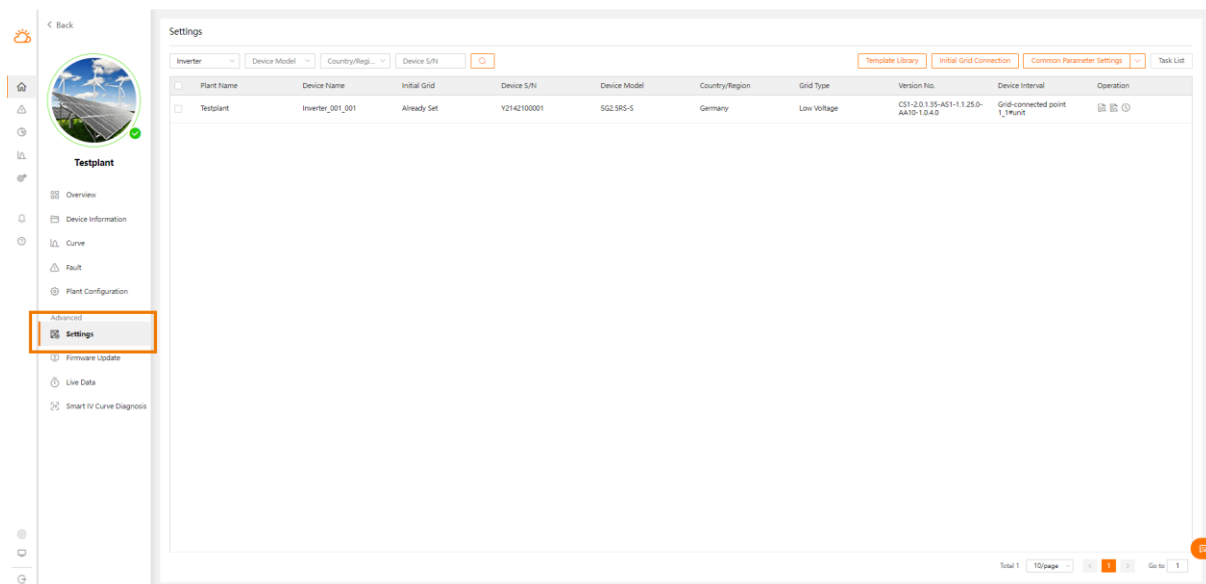 Back
Testplant
Overview
Device Information
Curve
Fault
Plant Configuration
Advanced
Settings
Firmware Update
Live Data
Smart IV Curve Diagnosis
Settings
Inverter Device Model Country/Regi... Device S/N Template Library Initial Grid Connection Common Parameter Settings Task List
Plant Name Device Name Initial Grid Device S/N Device Model Country/Region Grid Type Version No. Device Interval Operation
Testplant Inverter_001_001 Already Set Y2142100001 SG2.5RS-S Germany Low Voltage CS1-2.0.1.35-AS1-1.1.25.0- Grid-connected point
AA10-1.0.4.0 1_1#unit
Total 1 10/page 1 Go to 1